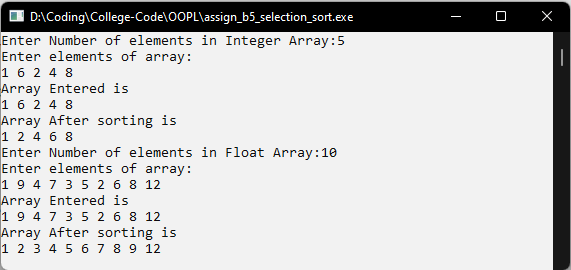 D:\Coding\College-Code\OOPL\assign_b5_selection_sort.exe
Enter Number of elements in Integer Array:5
Enter elements of array:
1 6 2 4 8
Array Entered is
1 6 2 4 8
Array After sorting is
1 2 4 6 8
Enter Number of elements in Float Array:10
Enter elements of array:
1 9 4 7 3 5 2 6 8 12
Array Entered is
1 9 4 7 3 5 2 6 8 12
Array After sorting is
1 2 3 4 5 6 7 8 9 12